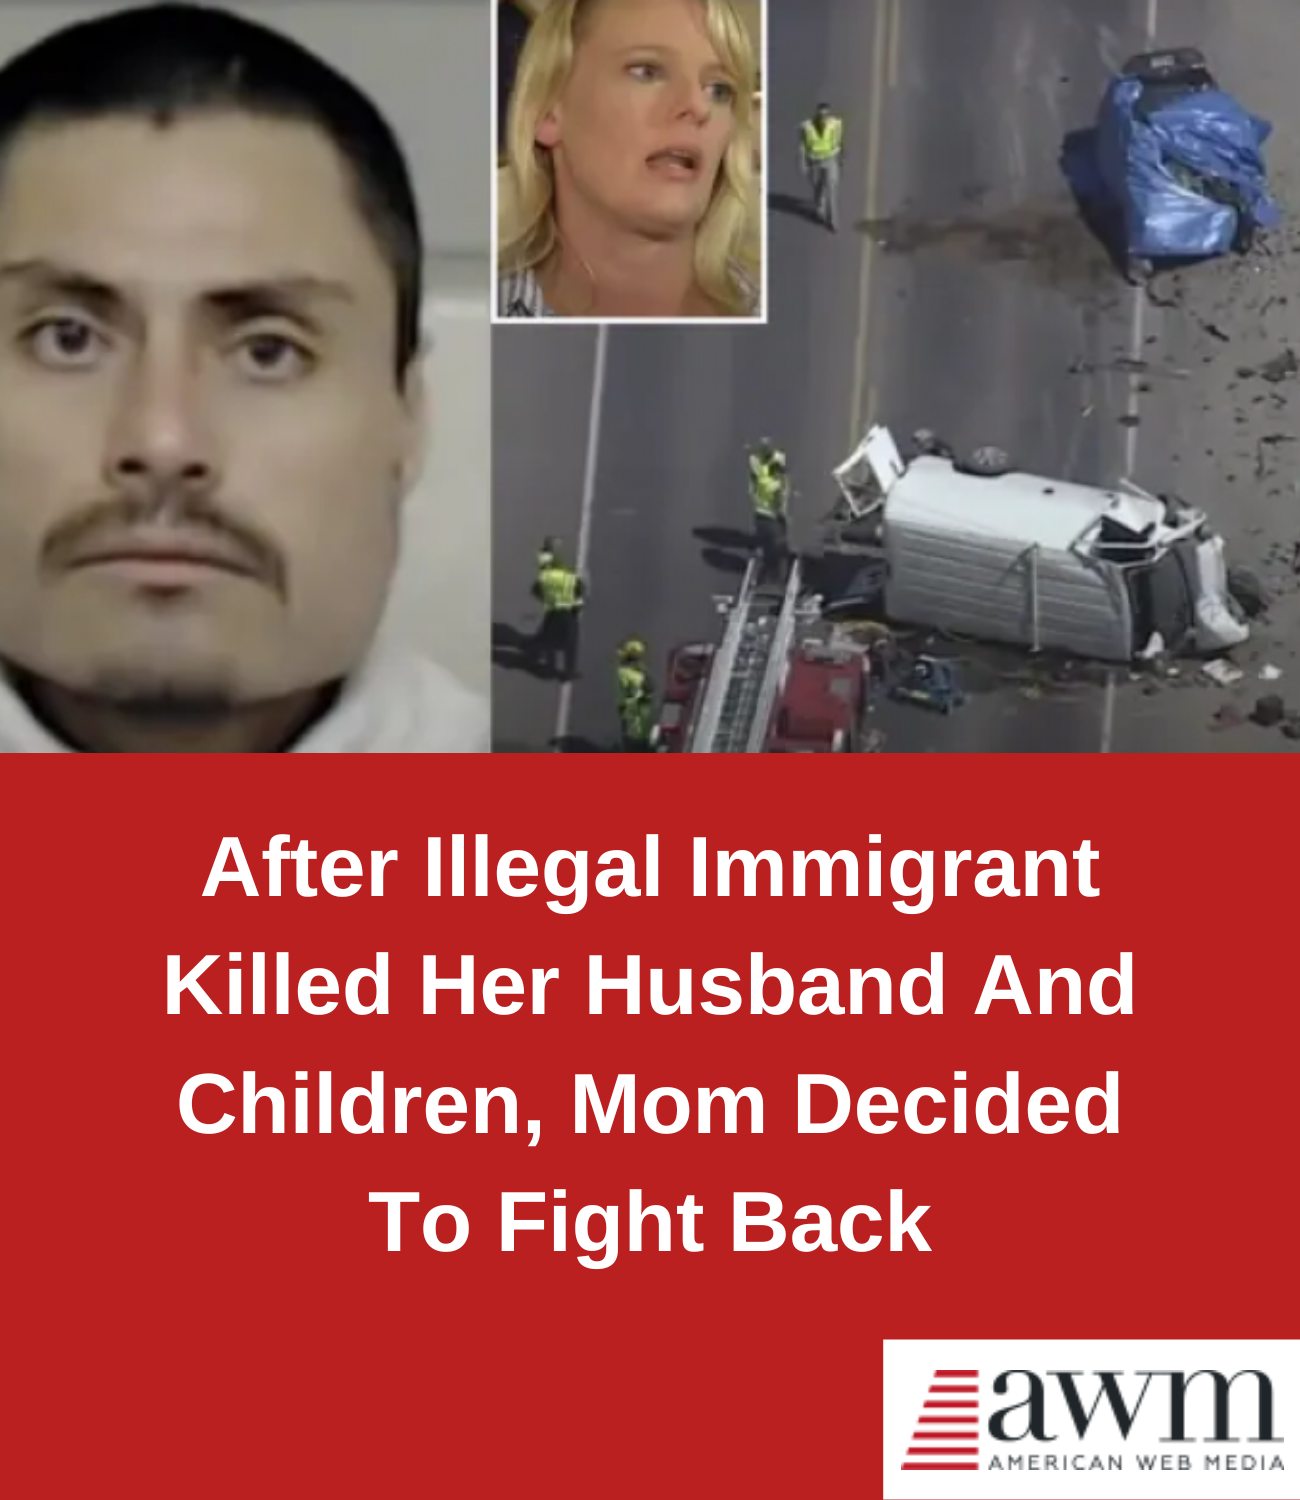 After Illegal Immigrant
Killed Her Husband And
Children, Mom Decided
To Fight Back
awm
AMERICAN WEB MEDIA